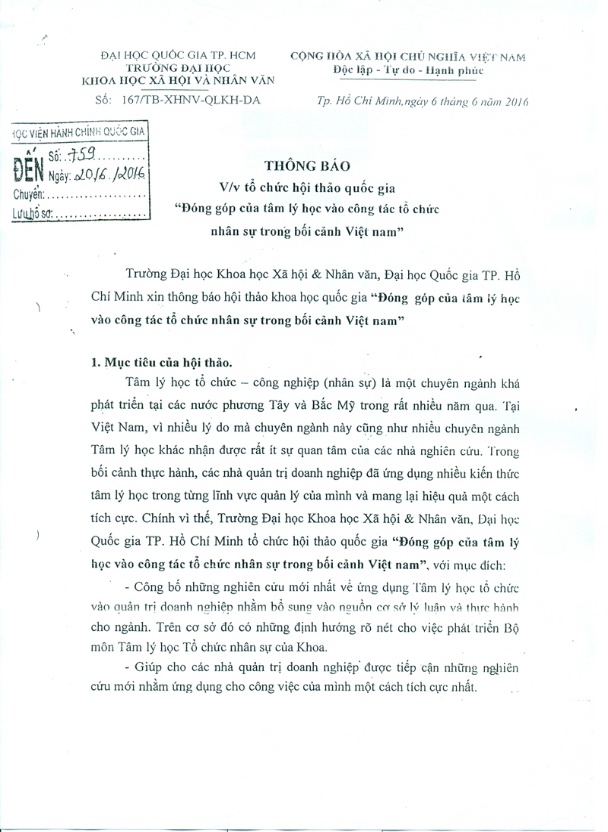 ĐẠI HỌC QUỐC GIA TP. HCM
TRƯỜNG ĐẠI HỌC
KHOA HỌC XÃ HỘI VÀ NHÂN VĂN
Số: 167/TB-XHNV-QLKH-DA
CỘNG HÒA XÃ HỘI CHỦ NGHĨA VIỆT NAM
Độc lập - Tự do - Hạnh phúc
Tp. Hồ Chí Minh, ngày 6 tháng 6 năm 2016
HỌC VIỆN HÀNH CHÍNH QUỐC GIA
ĐẾN
Số: 759
Ngày: 20/6/2016
Chuyển:
Lưu hồ sơ:
THÔNG BÁO
V/v tổ chức hội thảo quốc gia
“Đóng góp của tâm lý học vào công tác tổ chức
nhân sự trong bối cảnh Việt nam”
Trường Đại học Khoa học Xã hội & Nhân văn, Đại học Quốc gia TP. Hồ
Chí Minh xin thông báo hội thảo khoa học quốc gia “Đóng góp của tâm lý học
vào công tác tổ chức nhân sự trong bối cảnh Việt nam”
1. Mục tiêu của hội thảo.
Tâm lý học tổ chức – công nghiệp (nhân sự) là một chuyên ngành khá
phát triển tại các nước phương Tây và Bắc Mỹ trong rất nhiều năm qua. Tại
Việt Nam, vì nhiều lý do mà chuyên ngành này cũng như nhiều chuyên ngành
Tâm lý học khác nhận được rất ít sự quan tâm của các nhà nghiên cứu. Trong
bối cảnh thực hành, các nhà quản trị doanh nghiệp đã ứng dụng nhiều kiến thức
tâm lý học trong từng lĩnh vực quản lý của mình và mang lại hiệu quả một cách
tích cực. Chính vì thế, Trường Đại học Khoa học Xã hội & Nhân văn, Đại học
Quốc gia TP. Hồ Chí Minh tổ chức hội thảo quốc gia “Đóng góp của tâm lý
học vào công tác tổ chức nhân sự trong bối cảnh Việt nam”, với mục đích:
- Công bố những nghiên cứu mới nhất về ứng dụng Tâm lý học tổ chức
vào quản trị doanh nghiệp nhằm bổ sung vào nguồn cơ sở lý luận và thực hành
cho ngành. Trên cơ sở đó có những định hướng rõ nét cho việc phát triển Bộ
môn Tâm lý học Tổ chức nhân sự của Khoa.
- Giúp cho các nhà quản trị doanh nghiệp được tiếp cận những nghiên
cứu mới nhằm ứng dụng cho công việc của mình một cách tích cực nhất.